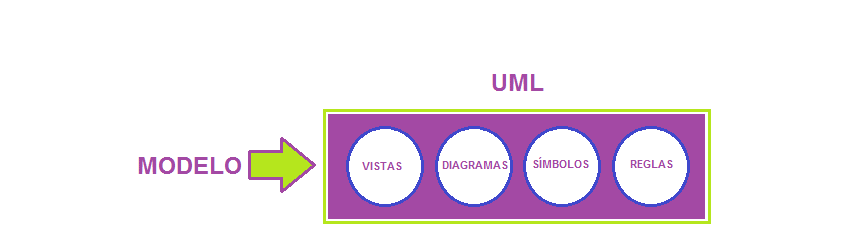 UML
MODELO
VISTAS
DIAGRAMAS
SÍMBOLOS
REGLAS